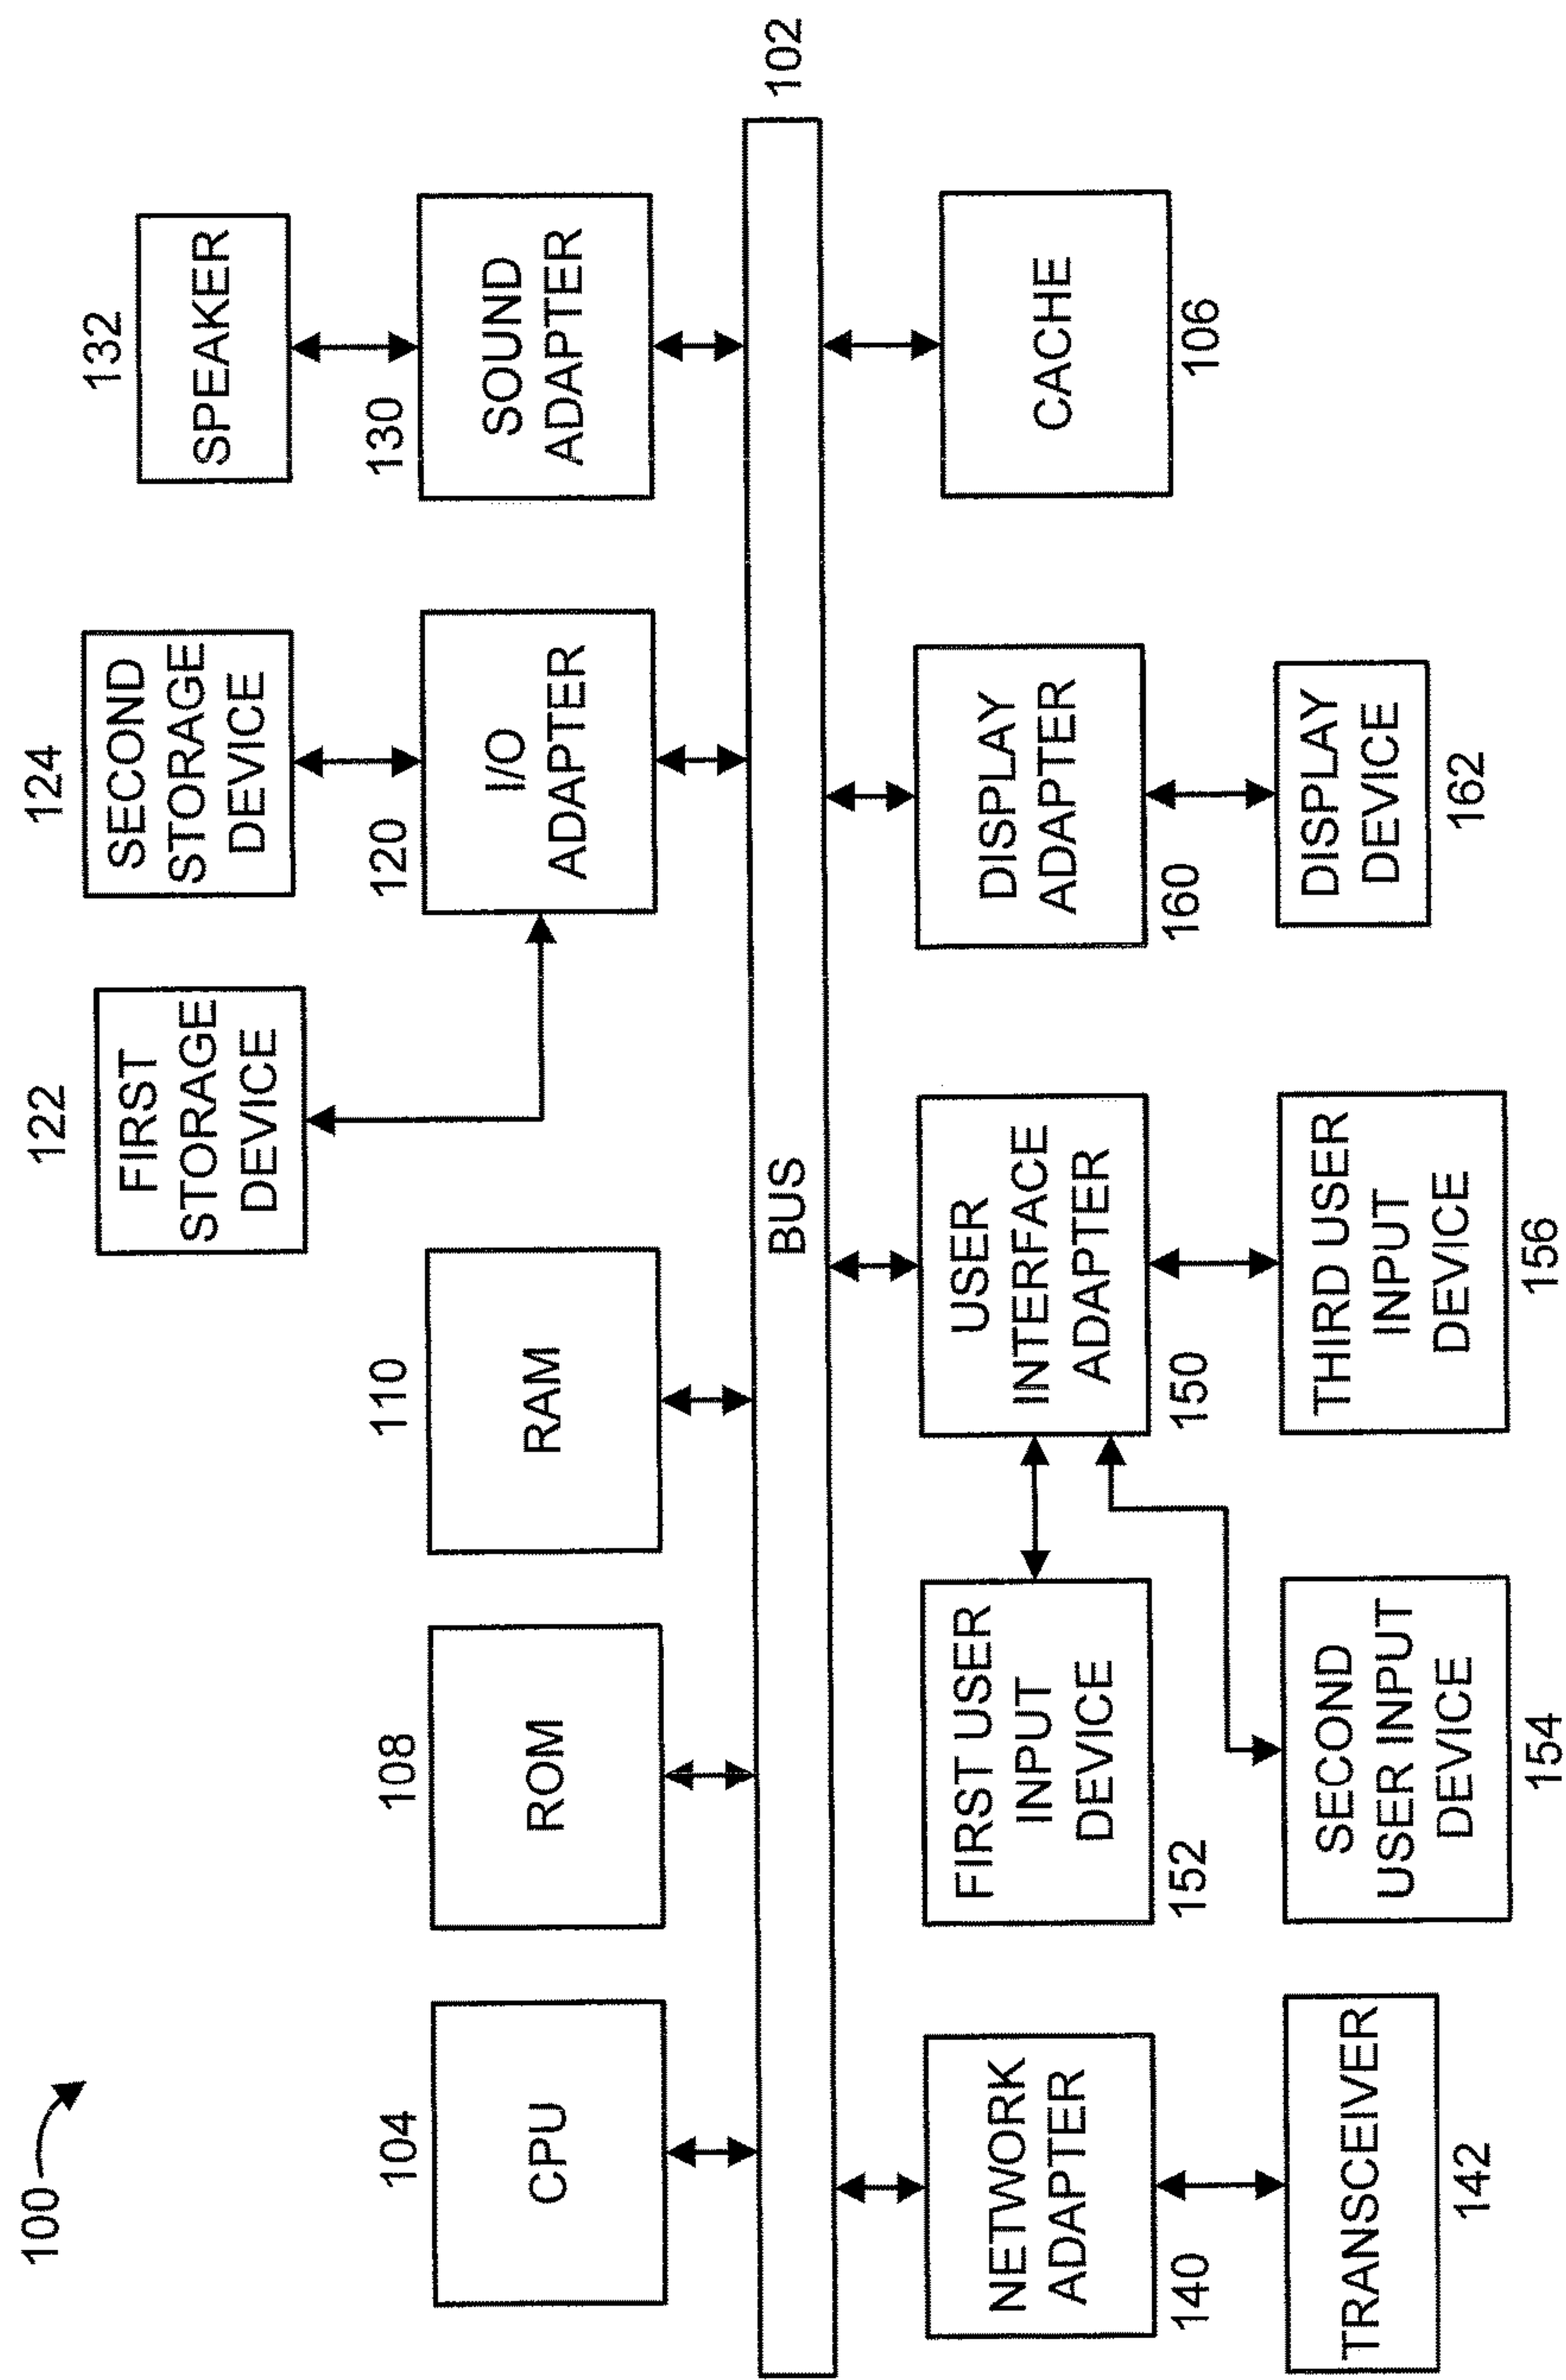 100
104
CPU
108
ROM
110
RAM
122
FIRST
STORAGE
DEVICE
124
SECOND
STORAGE
DEVICE
120
I/O
ADAPTER
132
SPEAKER
130
SOUND
ADAPTER
BUS
102
NETWORK
ADAPTER
140
TRANSCEIVER
142
FIRST USER
INPUT
DEVICE
152
SECOND
USER INPUT
DEVICE
154
USER
INTERFACE
ADAPTER
150
THIRD USER
INPUT
DEVICE
156
DISPLAY
ADAPTER
160
DISPLAY
DEVICE
162
CACHE
106